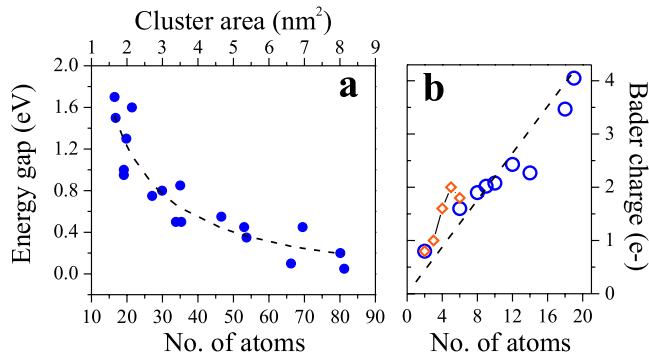 Cluster area (nm²)
1 2 3 4 5 6 7 8 9
a
Energy gap (eV)
2.0
1.6
1.2
0.8
0.4
0.0
10 20 30 40 50 60 70 80 90
No. of atoms
b
Bader charge (e-)
4
3
2
1
0
0 4 8 12 16 20
No. of atoms